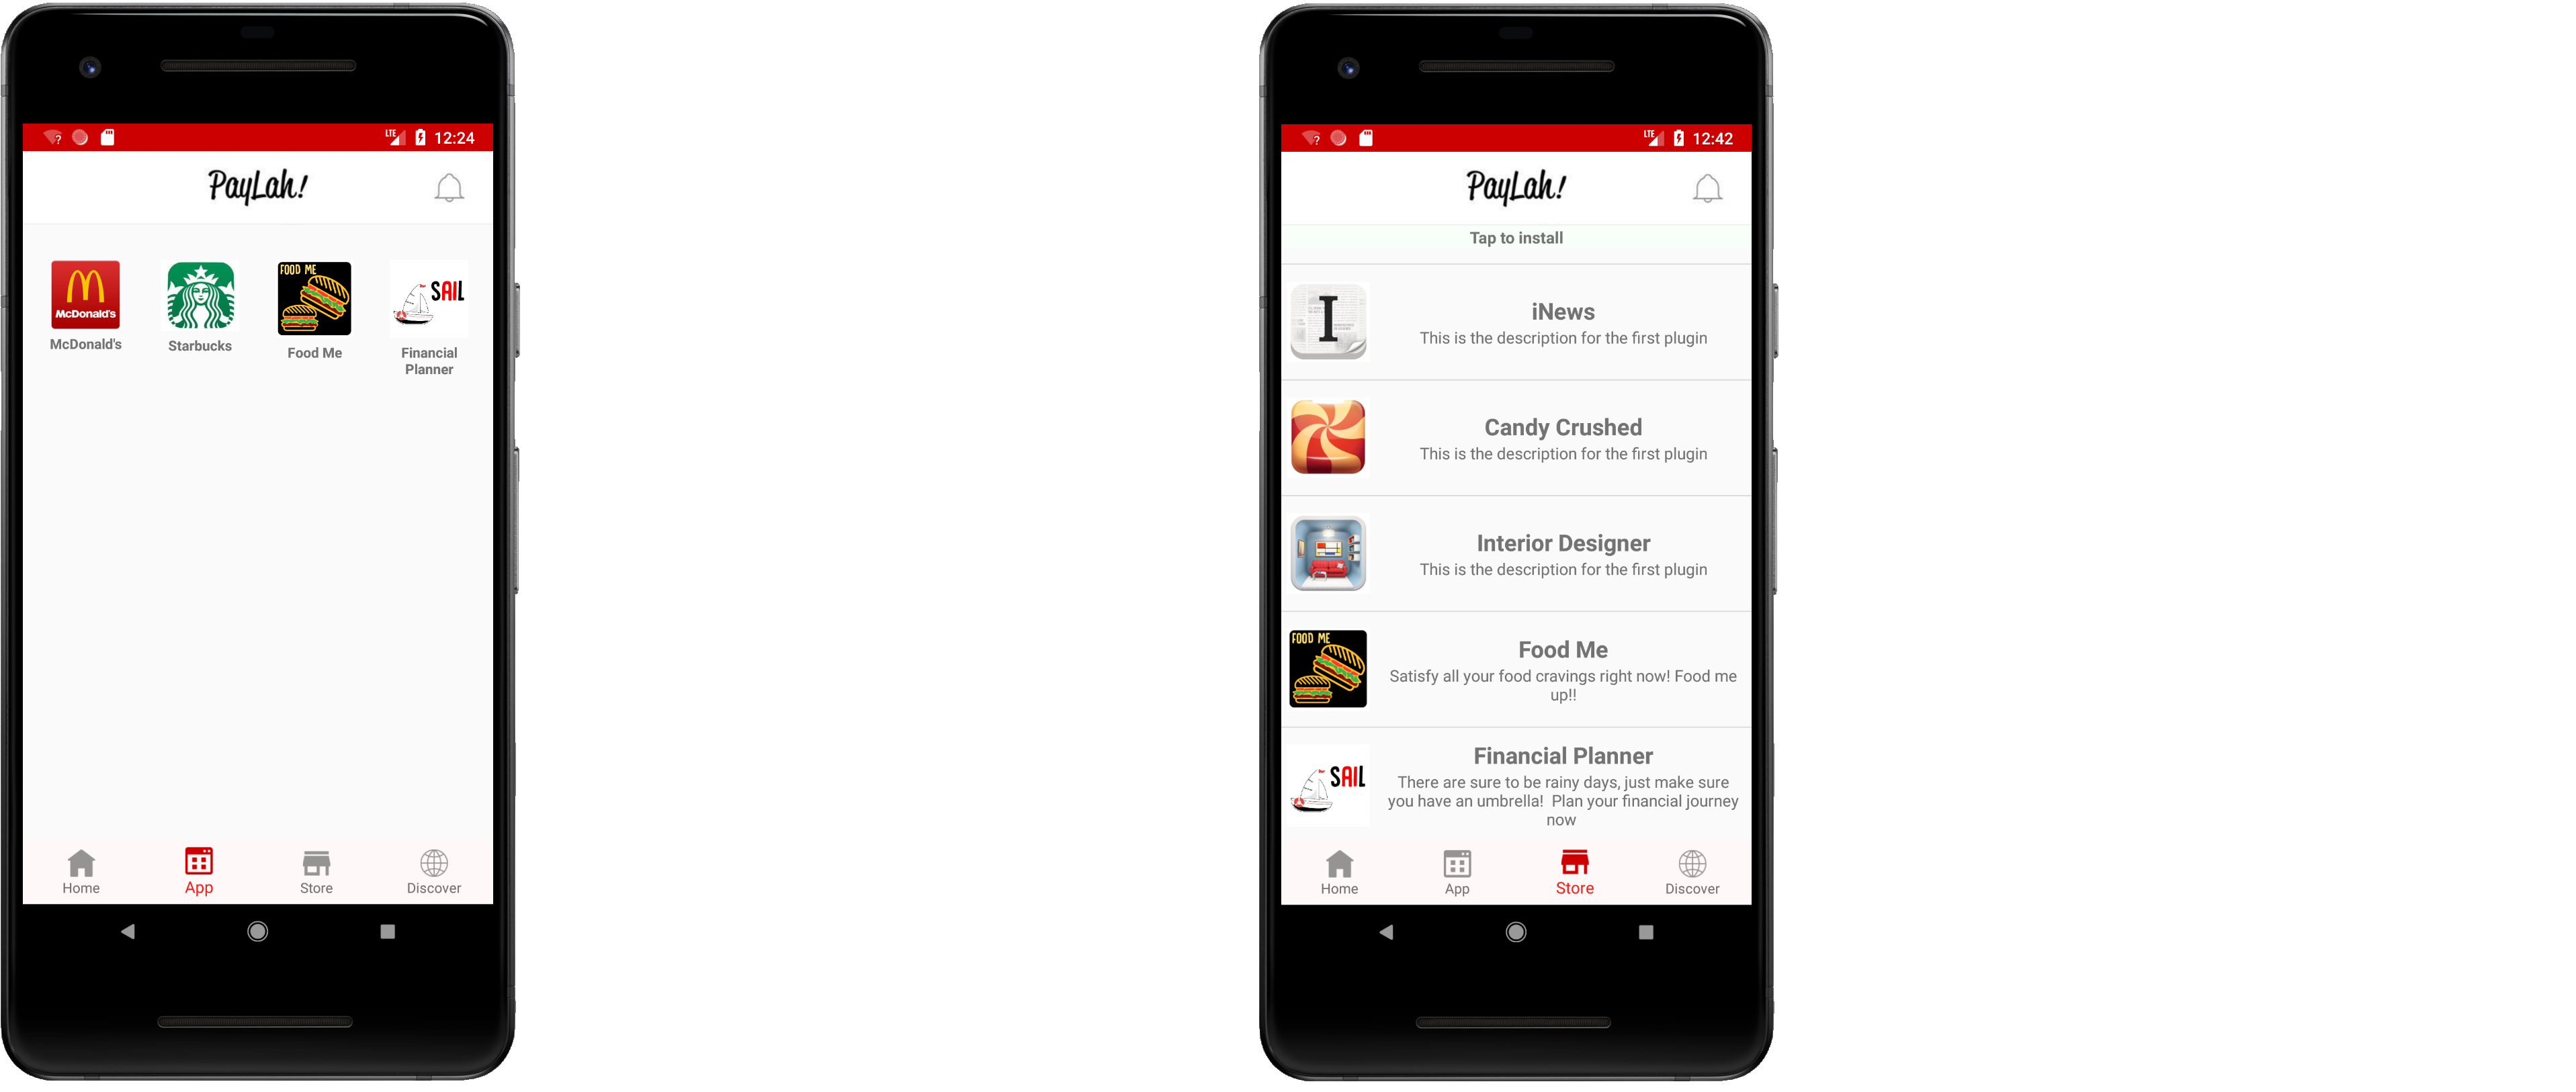 LTE 12:24
PayLah!
McDonald's
FOOD ME
SAIL
McDonald's
Starbucks
Food Me
Financial
Planner
Home
App
Store
Discover
LTE 12:42
PayLah!
Tap to install
I
iNews
This is the description for the first plugin
Candy Crushed
This is the description for the first plugin
Interior Designer
This is the description for the first plugin
FOOD ME
Food Me
Satisfy all your food cravings right now! Food me
up!!
SAIL
Financial Planner
There are sure to be rainy days, just make sure
you have an umbrella!  Plan your financial journey
now
Home
App
Store
Discover